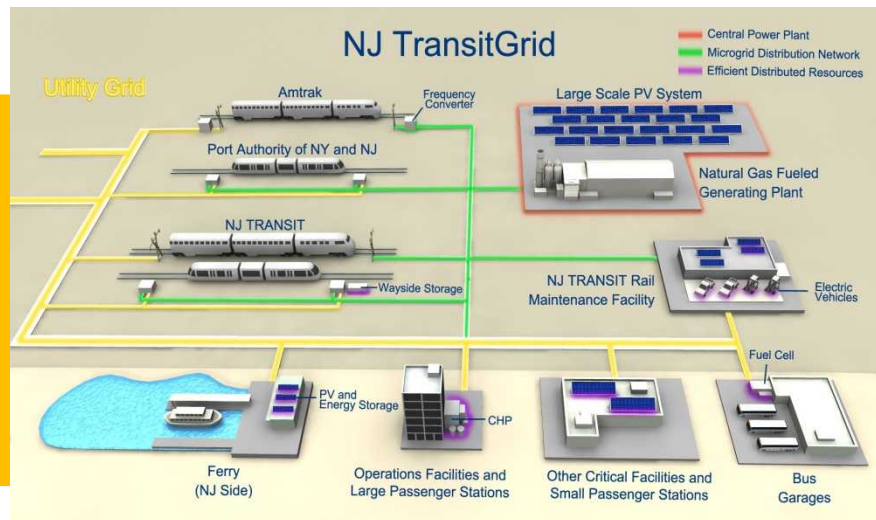 NJ TransitGrid
Central Power Plant
Microgrid Distribution Network
Efficient Distributed Resources
Utility Grid
Amtrak
Frequency
Converter
Large Scale PV System
Port Authority of NY and NJ
Natural Gas Fueled
Generating Plant
NJ TRANSIT
Wayside Storage
NJ TRANSIT Rail
Maintenance Facility
Electric
Vehicles
Fuel Cell
PV and
Energy Storage
CHP
Ferry
(NJ Side)
Operations Facilities and
Large Passenger Stations
Other Critical Facilities and
Small Passenger Stations
Bus
Garages